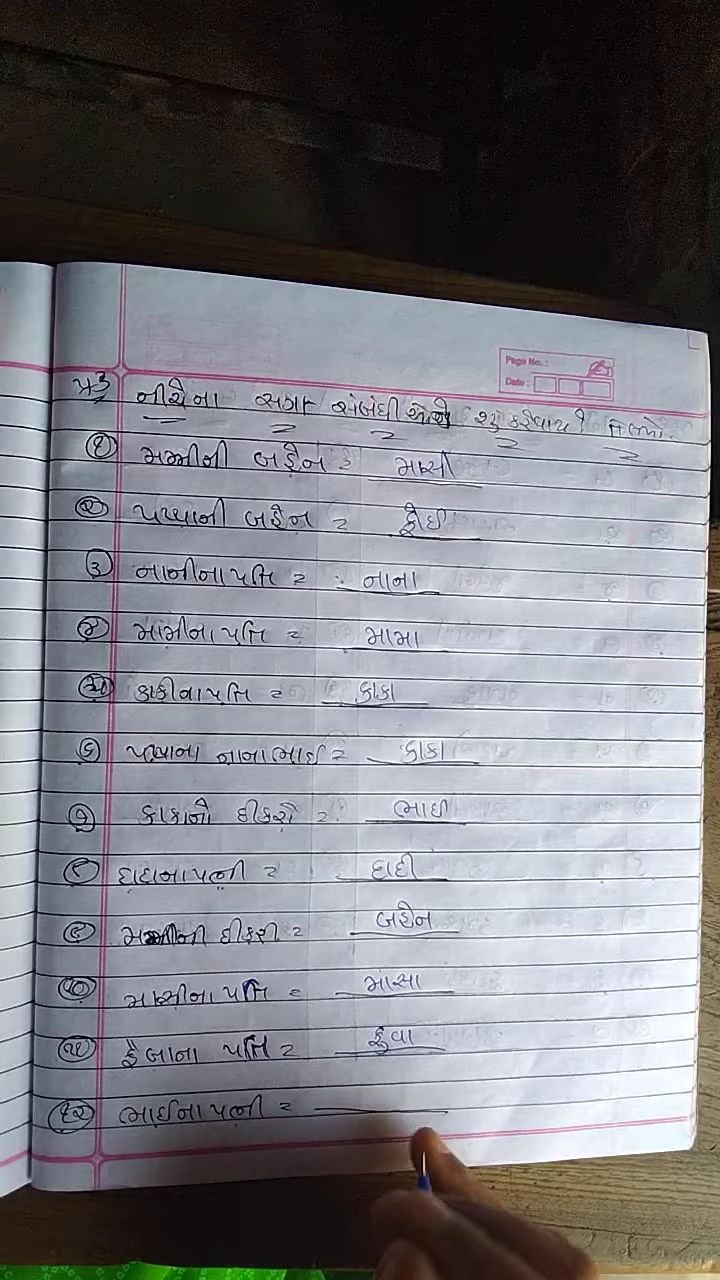 Page No. :
Date :
પ્ર૩ નીચેના સગા સંબંધી ઓને શું કહેવાય? લખો.
૧ મમ્મીની બહેન = માસી
૨ પપ્પાની બહેન = ફોઈ
૩ નાનીના પતિ = નાના
૪ મામીના પતિ = મામા
૫ કાકીના પતિ = કાકા
૬ પપ્પાના નાના ભાઈ = કાકા
૭ કાકાનો દીકરો = ભાઈ
૮ દાદાના પત્ની = દાદી
૯ મમ્મીની દીકરી = બહેન
૧૦ માસીના પતિ = માસા
૧૧ ફૈબાના પતિ = ફુવા
૧૨ ભાઈના પત્ની =